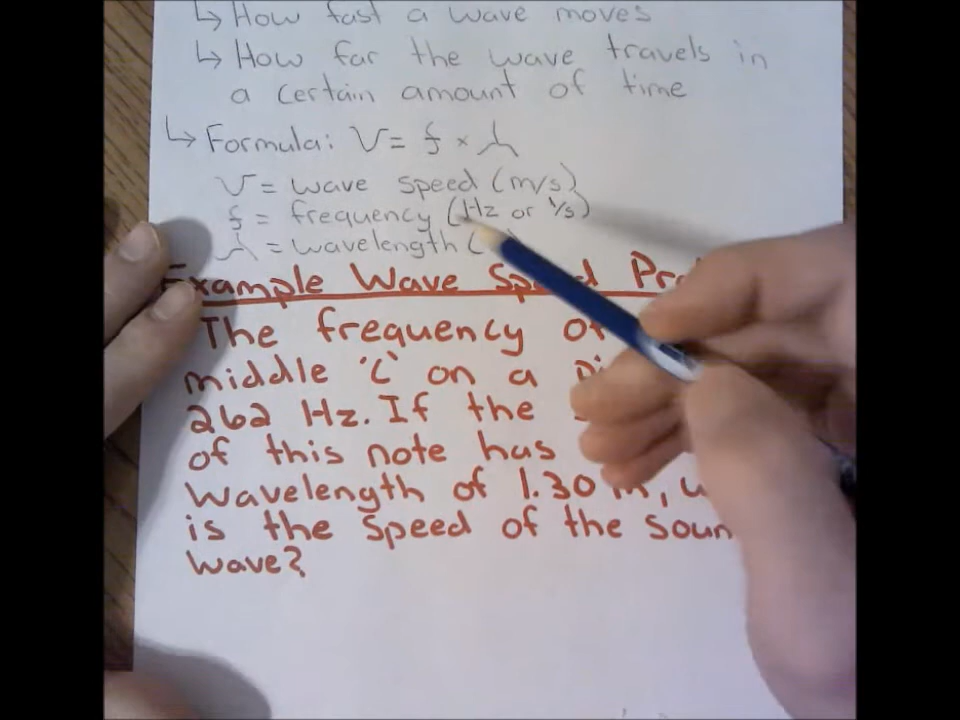 ↳ How fast a wave moves
↳ How far the wave travels in
a certain amount of time
↳ Formula: V = f × λ
V = wave speed (m/s)
f = frequency (Hz or 1/s)
λ = wavelength (
Example Wave Speed
The frequency of
middle 'C' on a
262 Hz. If the
of this note has
wavelength of 1.30 m,
is the speed of the
wave?